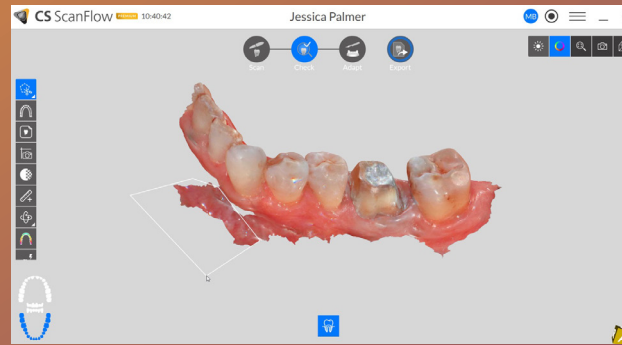 CS ScanFlow 10:40:42
Jessica Palmer
MB
Scan
Check
Adapt
Export